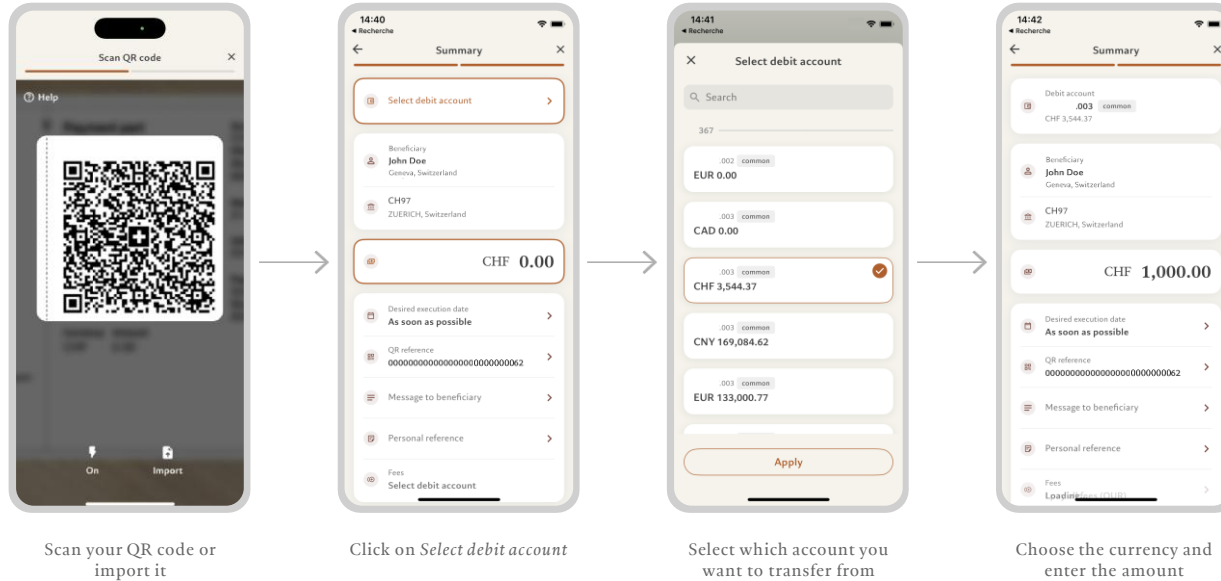 Scan QR code
Help
On
Import
Scan your QR code or
import it
14:40
Recherche
Summary
Select debit account
Beneficiary
John Doe
Geneva, Switzerland
CH97
ZUERICH, Switzerland
CHF 0.00
Desired execution date
As soon as possible
QR reference
000000000000000000000000062
Message to beneficiary
Personal reference
Fees
Select debit account
Click on Select debit account
14:41
Recherche
Select debit account
Search
367
.002 common
EUR 0.00
.003 common
CAD 0.00
.003 common
CHF 3,544.37
.003 common
CNY 169,084.62
.003 common
EUR 133,000.77
Apply
Select which account you
want to transfer from
14:42
Recherche
Summary
Debit account
.003 common
CHF 3,544.37
Beneficiary
John Doe
Geneva, Switzerland
CH97
ZUERICH, Switzerland
CHF 1,000.00
Desired execution date
As soon as possible
QR reference
000000000000000000000000062
Message to beneficiary
Personal reference
Fees
Choose the currency and
enter the amount